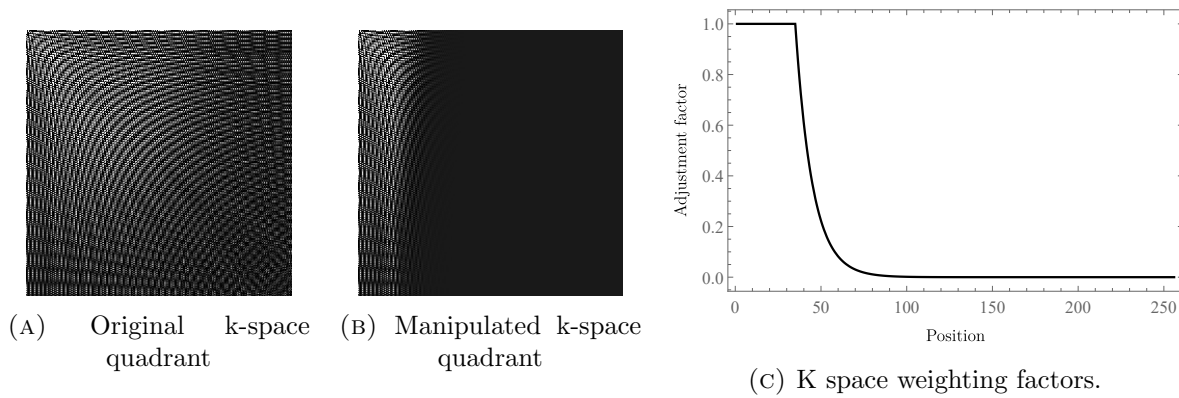 (A) Original k-space
quadrant
(B) Manipulated k-space
quadrant
1.0
0.8
0.6
0.4
0.2
0.0
Adjustment factor
0 50 100 150 200 250
Position
(C) K space weighting factors.